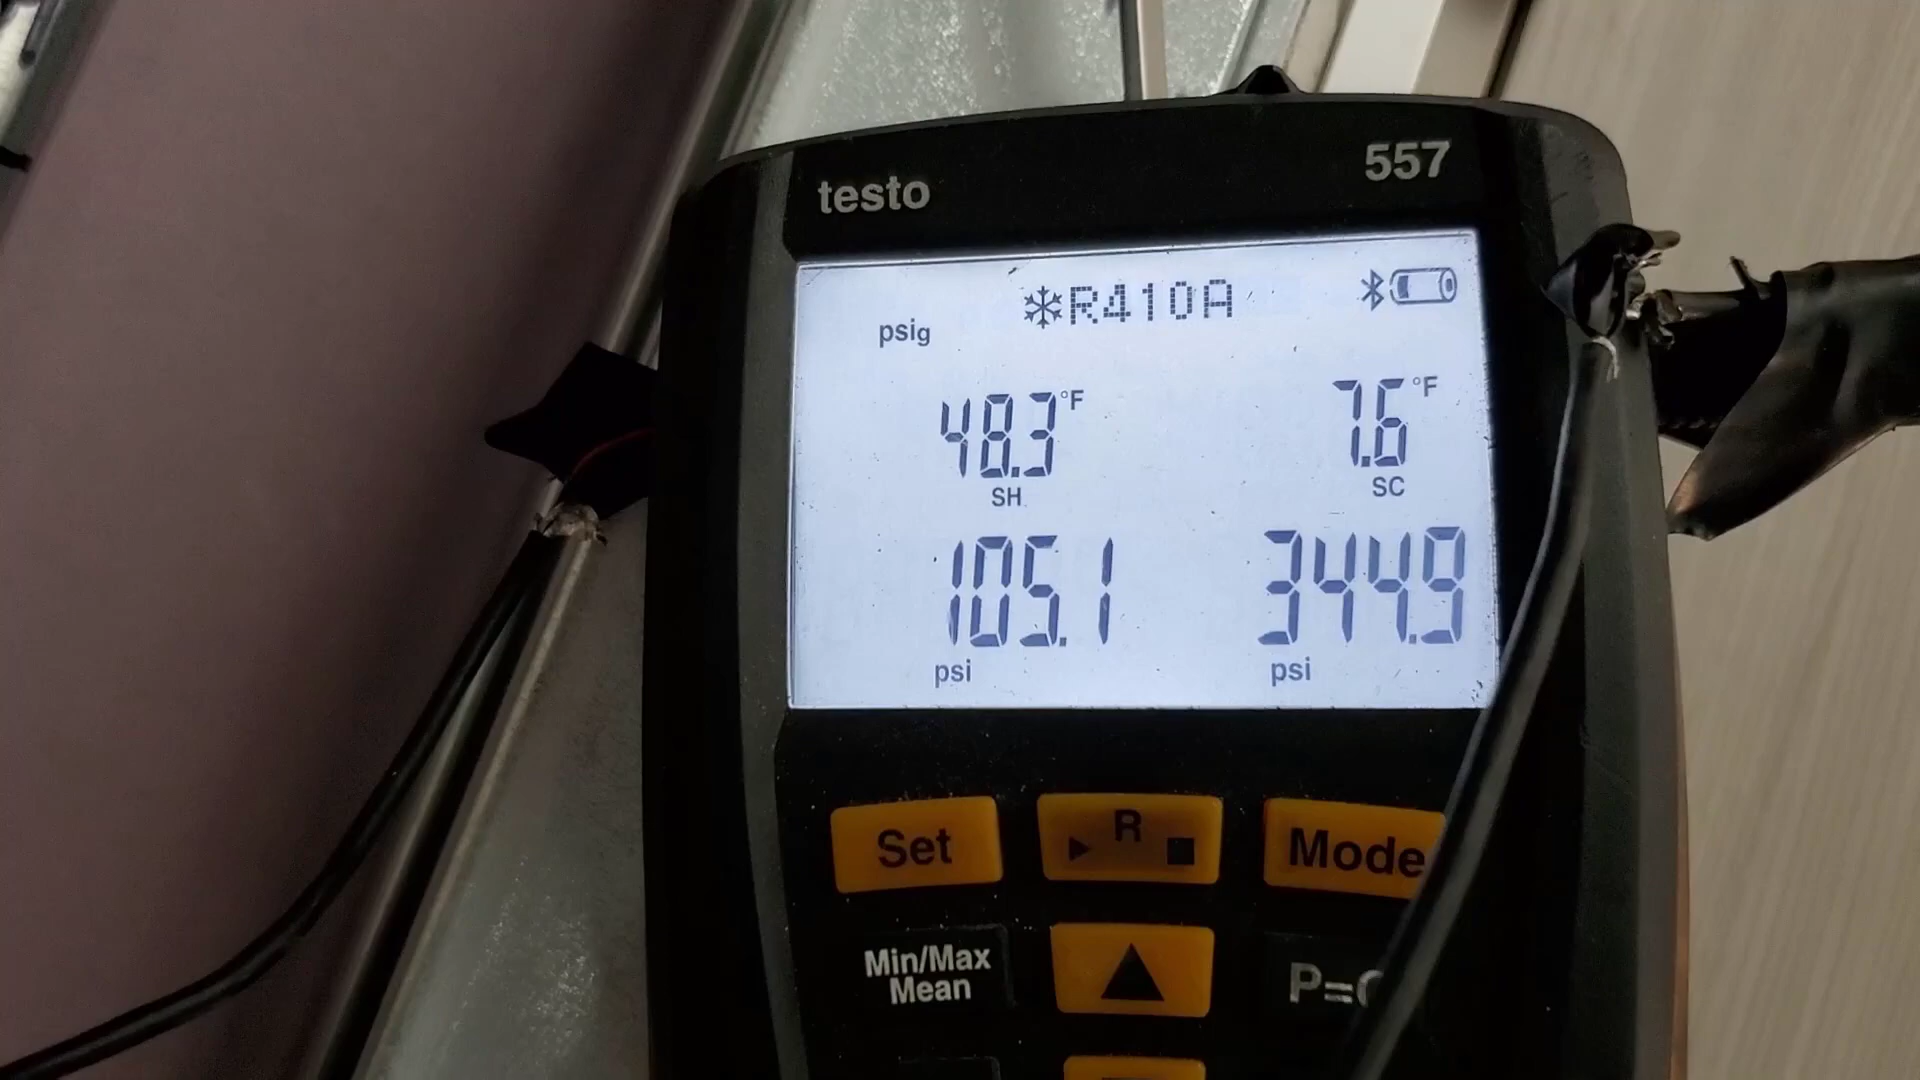 testo 557
R410A
psig
48.3 °F 7.6 °F
SH SC
105.1 344.9
psi psi
Set R Mode
Min/Max
Mean